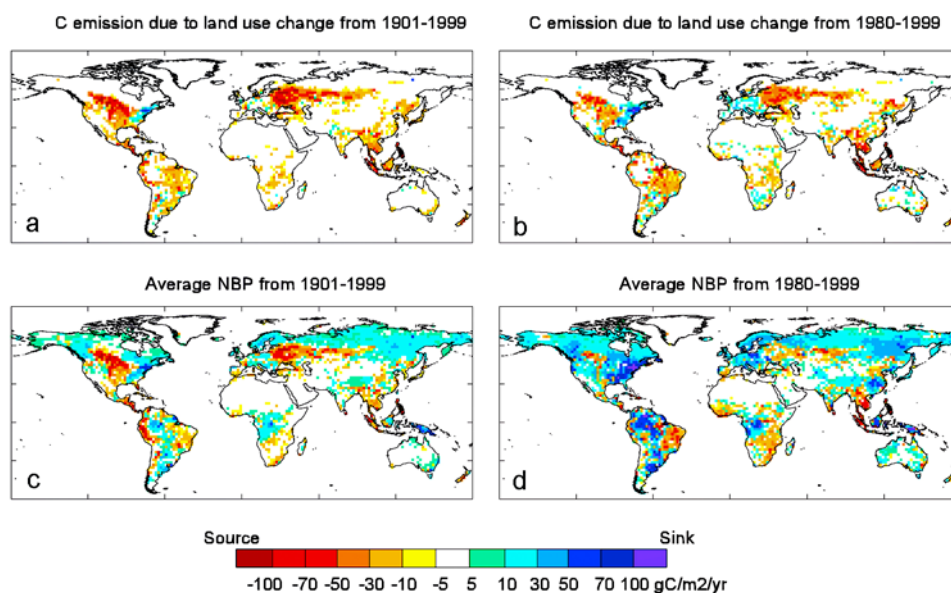 C emission due to land use change from 1901-1999
C emission due to land use change from 1980-1999
a
b
Average NBP from 1901-1999
Average NBP from 1980-1999
c
d
Source
Sink
-100 -70 -50 -30 -10 -5 5 10 30 50 70 100 gC/m2/yr